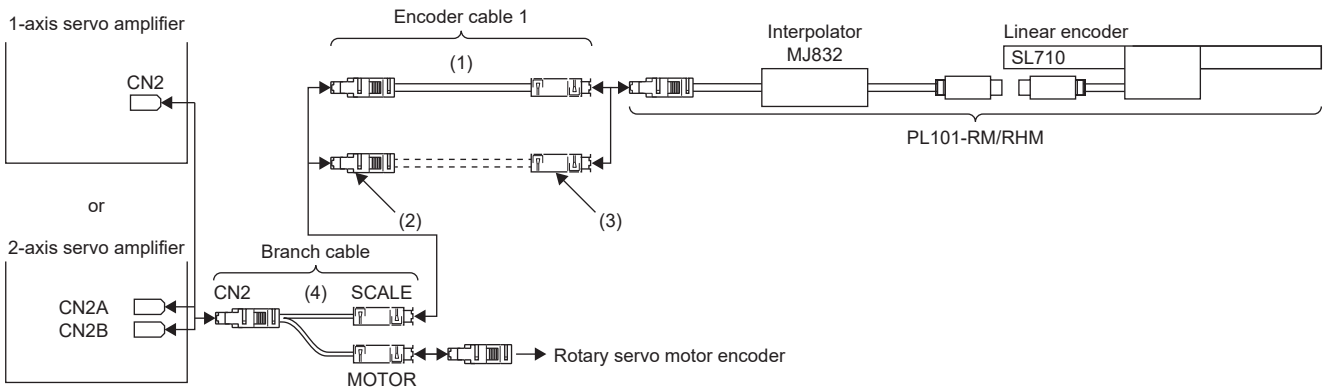 1-axis servo amplifier
CN2
or
2-axis servo amplifier
CN2A
CN2B
Encoder cable 1
(1)
(2)
(3)
Branch cable
CN2
(4)
SCALE
MOTOR
Rotary servo motor encoder
Interpolator
MJ832
Linear encoder
SL710
PL101-RM/RHM